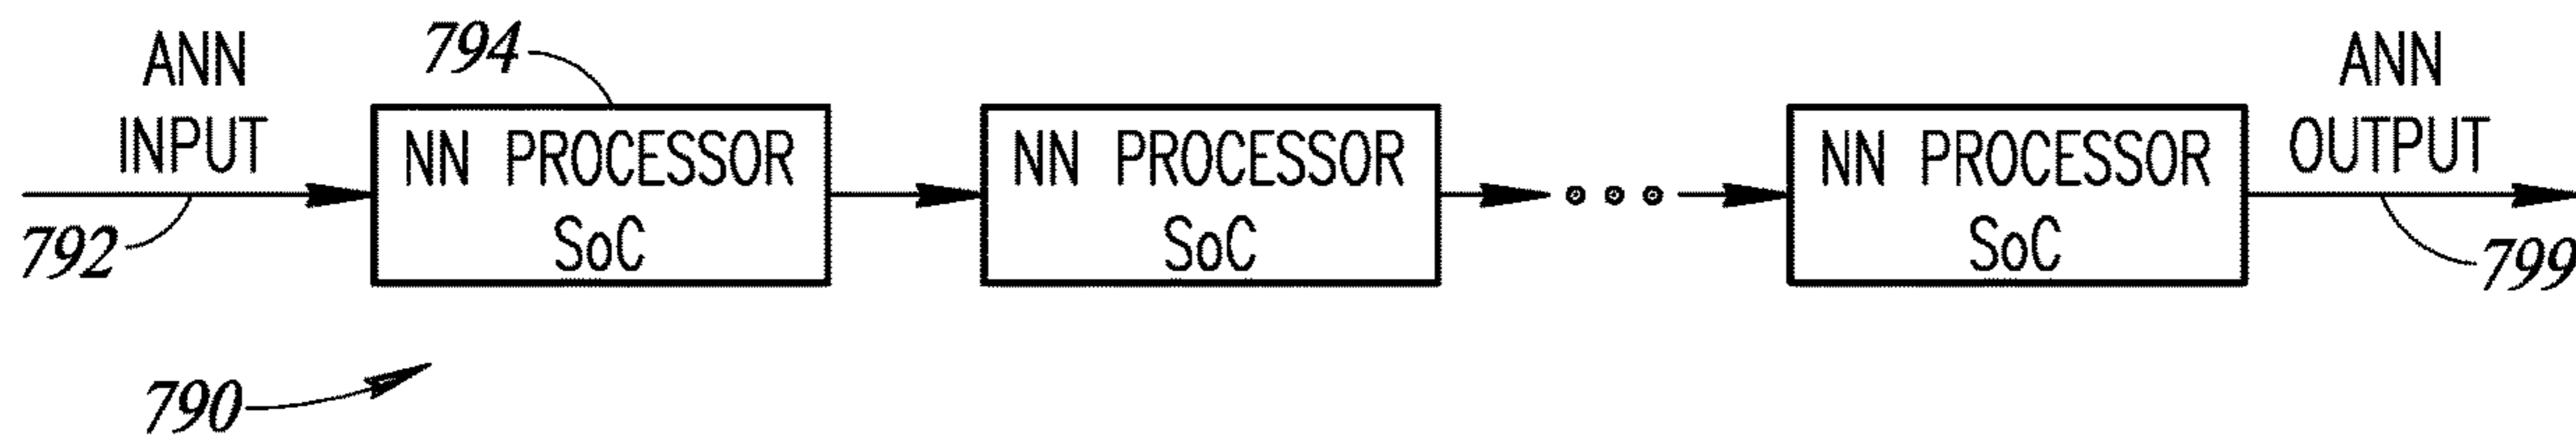 794
ANN
INPUT
NN PROCESSOR
SoC
NN PROCESSOR
SoC
NN PROCESSOR
SoC
ANN
OUTPUT
792
799
790